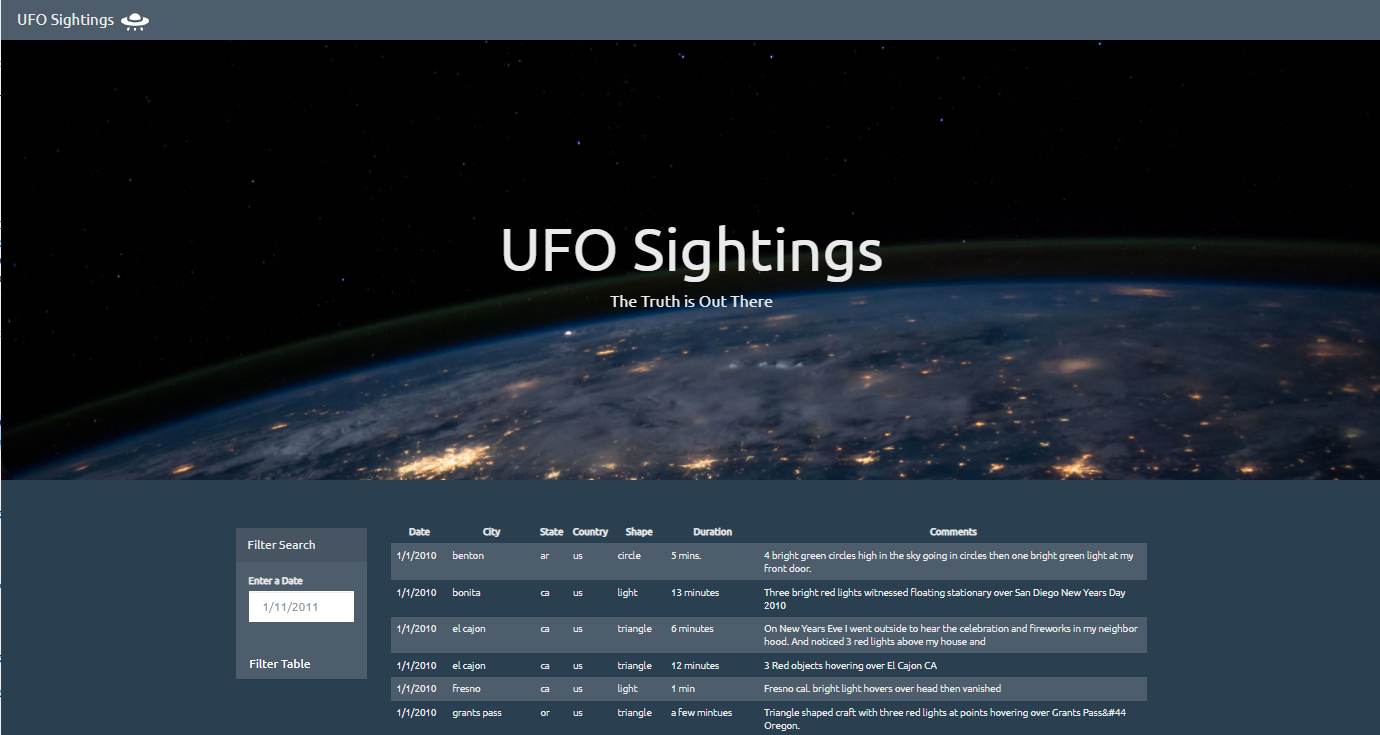 UFO Sightings
UFO Sightings
The Truth is Out There
Filter Search
Enter a Date
1/11/2011
Filter Table
Date City State Country Shape Duration Comments
1/1/2010 benton ar us circle 5 mins. 4 bright green circles high in the sky going in circles then one bright green light at my
front door.
1/1/2010 bonita ca us light 13 minutes Three bright red lights witnessed floating stationary over San Diego New Years Day
2010
1/1/2010 el cajon ca us triangle 6 minutes On New Years Eve I went outside to hear the celebration and fireworks in my neighbor
hood. And noticed 3 red lights above my house and
1/1/2010 el cajon ca us triangle 12 minutes 3 Red objects hovering over El Cajon CA
1/1/2010 fresno ca us light 1 min Fresno cal. bright light hovers over head then vanished
1/1/2010 grants pass or us triangle a few mintues Triangle shaped craft with three red lights at points hovering over Grants Pass&#44
Oregon.